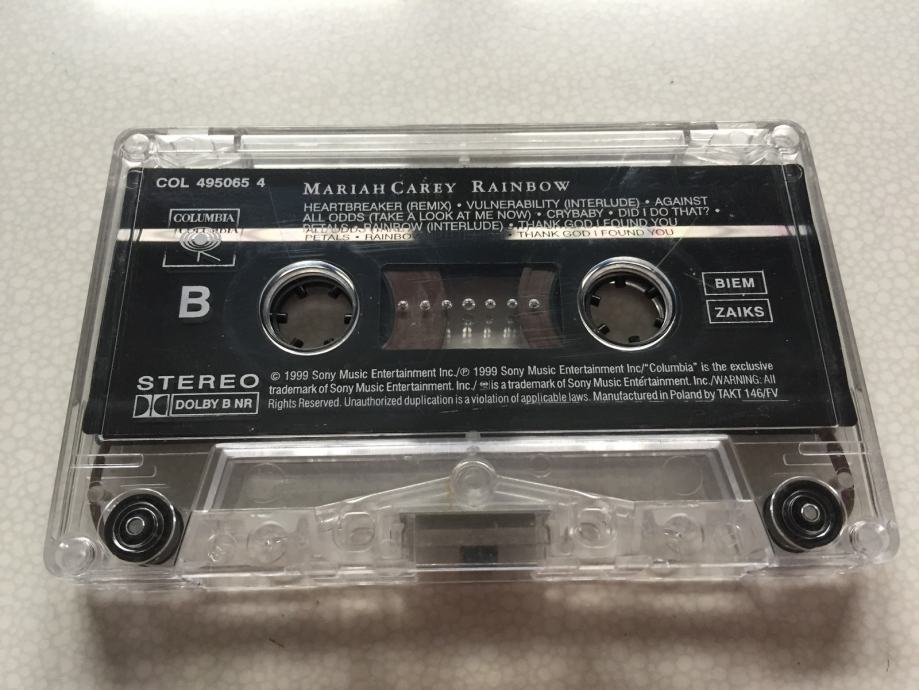 COL 495065 4
MARIAH CAREY RAINBOW
HEARTBREAKER (REMIX) • VULNERABILITY (INTERLUDE) • AGAINST
ALL ODDS (TAKE A LOOK AT ME NOW) • CRYBABY • DID I DO THAT? •
PETALS • RAINBOW (INTERLUDE) • THANK GOD I FOUND YOU
COLUMBIA
B
BIEM
ZAIKS
STEREO
DOLBY B NR
© 1999 Sony Music Entertainment Inc./℗ 1999 Sony Music Entertainment Inc/"Columbia" is the exclusive
trademark of Sony Music Entertainment Inc./ is a trademark of Sony Music Entertainment. Inc./WARNING: All
Rights Reserved. Unauthorized duplication is a violation of applicable laws. Manufactured in Poland by TAKT 146/FV